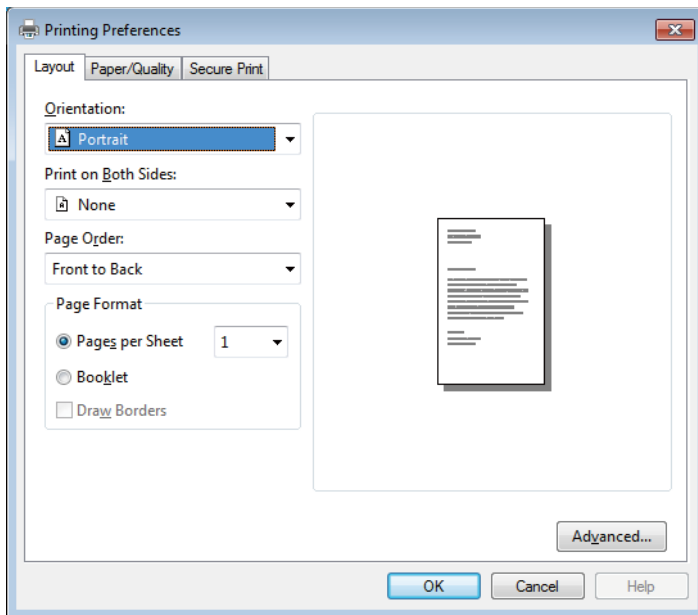 Printing Preferences
Layout Paper/Quality Secure Print
Orientation:
A Portrait
Print on Both Sides:
None
Page Order:
Front to Back
Page Format
Pages per Sheet 1
Booklet
Draw Borders
Advanced...
OK Cancel Help